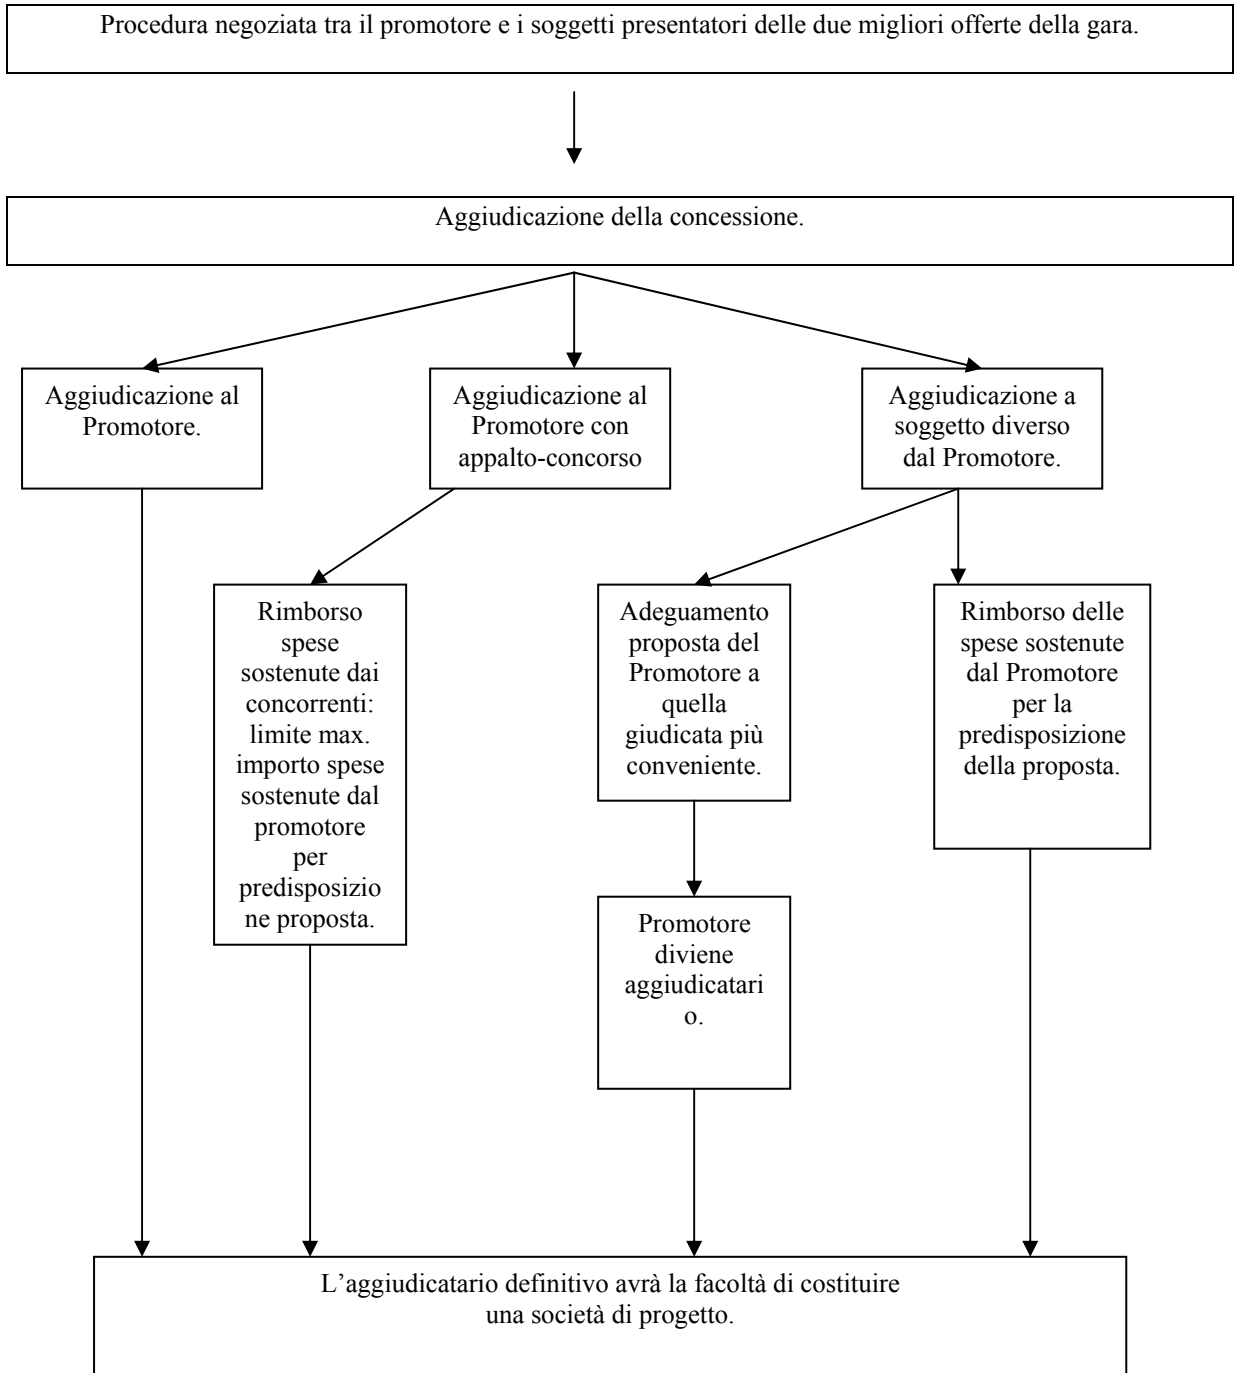 Procedura negoziata tra il promotore e i soggetti presentatori delle due migliori offerte della gara.
Aggiudicazione della concessione.
Aggiudicazione al
Promotore.
Aggiudicazione al
Promotore con
appalto-concorso
Aggiudicazione a
soggetto diverso
dal Promotore.
Rimborso
spese
sostenute dai
concorrenti:
limite max.
importo spese
sostenute dal
promotore
per
predisposizio
ne proposta.
Adeguamento
proposta del
Promotore a
quella
giudicata più
conveniente.
Rimborso delle
spese sostenute
dal Promotore
per la
predisposizione
della proposta.
Promotore
diviene
aggiudicatari
o.
L’aggiudicatario definitivo avrà la facoltà di costituire
una società di progetto.